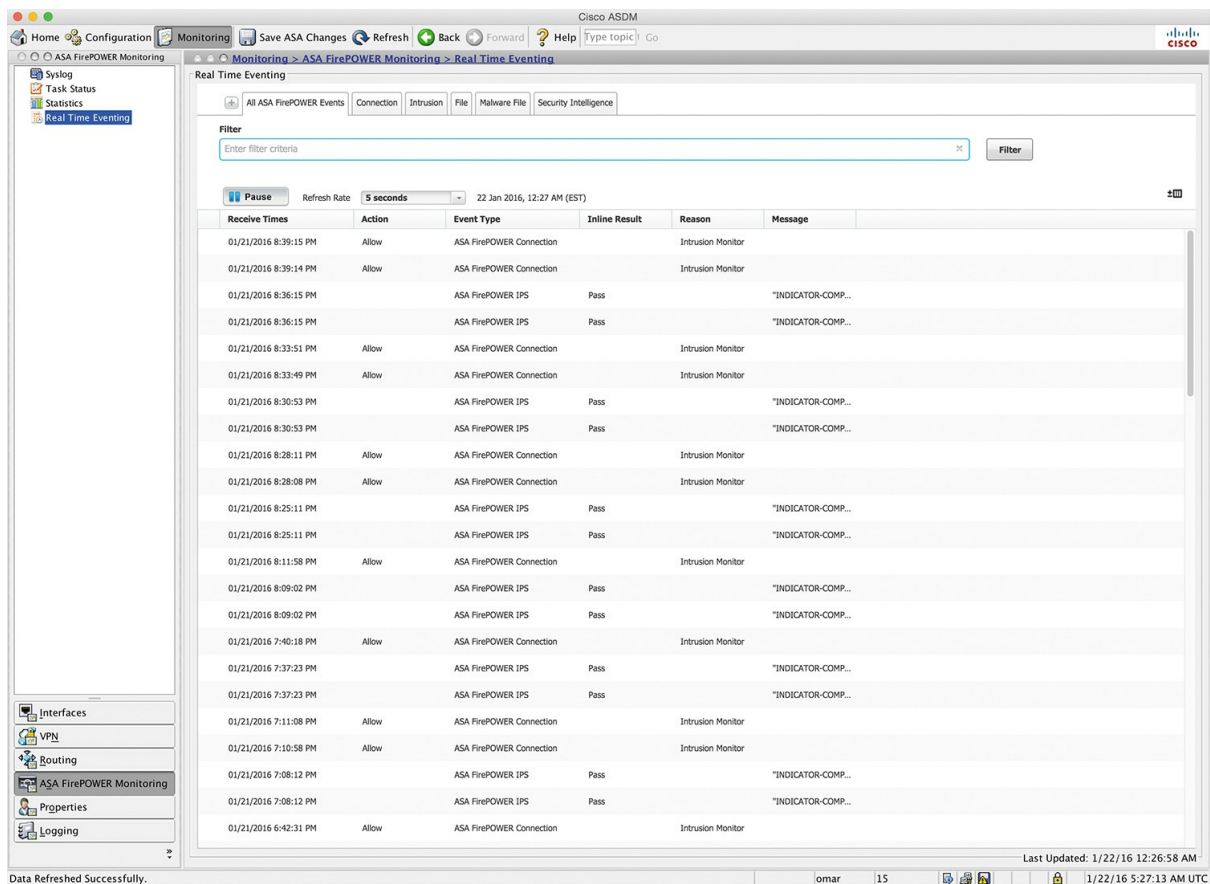 Cisco ASDM
Home Configuration Monitoring Save ASA Changes Refresh Back Forward Help Type topic Go
cisco
ASA FirePOWER Monitoring
Syslog
Task Status
Statistics
Real Time Eventing
Interfaces
VPN
Routing
ASA FirePOWER Monitoring
Properties
Logging
Monitoring > ASA FirePOWER Monitoring > Real Time Eventing
Real Time Eventing
All ASA FirePOWER Events Connection Intrusion File Malware File Security Intelligence
Filter
Enter filter criteria Filter
Pause Refresh Rate 5 seconds 22 Jan 2016, 12:27 AM (EST)
Receive Times Action Event Type Inline Result Reason Message
01/21/2016 8:39:15 PM Allow ASA FirePOWER Connection Intrusion Monitor
01/21/2016 8:39:14 PM Allow ASA FirePOWER Connection Intrusion Monitor
01/21/2016 8:36:15 PM ASA FirePOWER IPS Pass "INDICATOR-COMP...
01/21/2016 8:36:15 PM ASA FirePOWER IPS Pass "INDICATOR-COMP...
01/21/2016 8:33:51 PM Allow ASA FirePOWER Connection Intrusion Monitor
01/21/2016 8:33:49 PM Allow ASA FirePOWER Connection Intrusion Monitor
01/21/2016 8:30:53 PM ASA FirePOWER IPS Pass "INDICATOR-COMP...
01/21/2016 8:30:53 PM ASA FirePOWER IPS Pass "INDICATOR-COMP...
01/21/2016 8:28:11 PM Allow ASA FirePOWER Connection Intrusion Monitor
01/21/2016 8:28:08 PM Allow ASA FirePOWER Connection Intrusion Monitor
01/21/2016 8:25:11 PM ASA FirePOWER IPS Pass "INDICATOR-COMP...
01/21/2016 8:25:11 PM ASA FirePOWER IPS Pass "INDICATOR-COMP...
01/21/2016 8:11:58 PM Allow ASA FirePOWER Connection Intrusion Monitor
01/21/2016 8:09:02 PM ASA FirePOWER IPS Pass "INDICATOR-COMP...
01/21/2016 8:09:02 PM ASA FirePOWER IPS Pass "INDICATOR-COMP...
01/21/2016 7:40:18 PM Allow ASA FirePOWER Connection Intrusion Monitor
01/21/2016 7:37:23 PM ASA FirePOWER IPS Pass "INDICATOR-COMP...
01/21/2016 7:37:23 PM ASA FirePOWER IPS Pass "INDICATOR-COMP...
01/21/2016 7:11:08 PM Allow ASA FirePOWER Connection Intrusion Monitor
01/21/2016 7:10:58 PM Allow ASA FirePOWER Connection Intrusion Monitor
01/21/2016 7:08:12 PM ASA FirePOWER IPS Pass "INDICATOR-COMP...
01/21/2016 7:08:12 PM ASA FirePOWER IPS Pass "INDICATOR-COMP...
01/21/2016 6:42:31 PM Allow ASA FirePOWER Connection Intrusion Monitor
Last Updated: 1/22/16 12:26:58 AM
Data Refreshed Successfully. omar 15 1/22/16 5:27:13 AM UTC